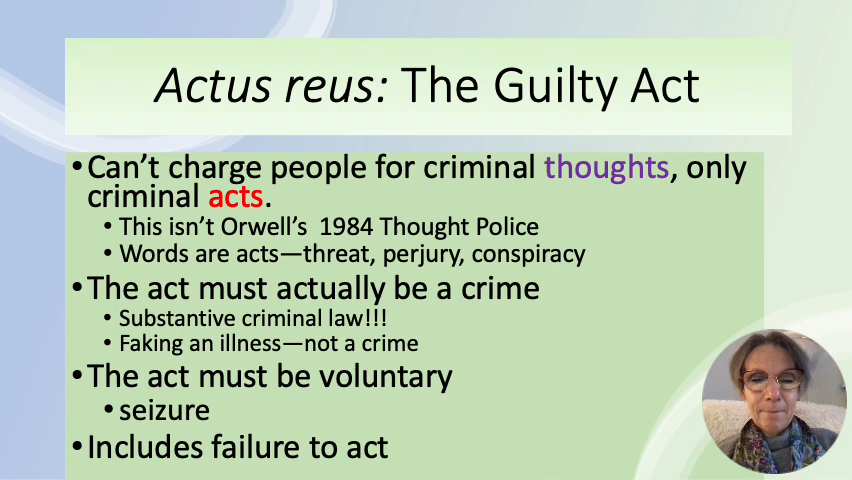 Actus reus: The Guilty Act
•Can’t charge people for criminal thoughts, only
criminal acts.
• This isn’t Orwell’s 1984 Thought Police
• Words are acts—threat, perjury, conspiracy
•The act must actually be a crime
• Substantive criminal law!!!
• Faking an illness—not a crime
•The act must be voluntary
• seizure
•Includes failure to act